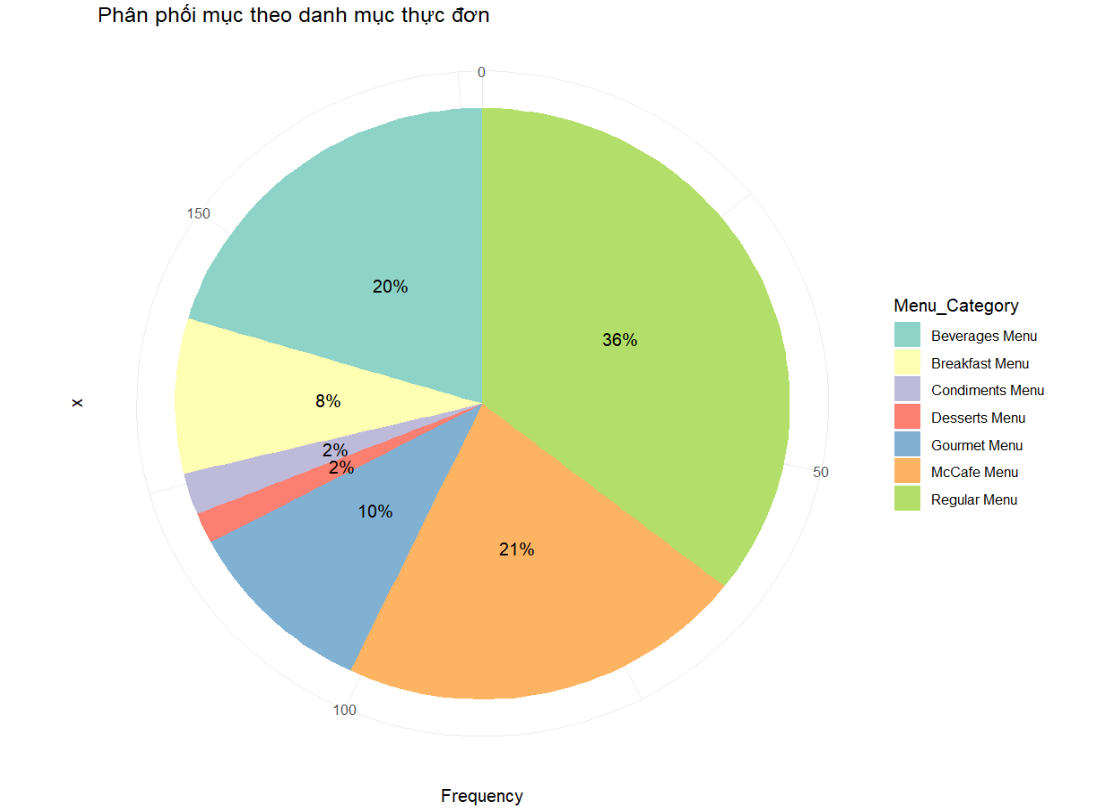 Phân phối mục theo danh mục thực đơn
0
150
20%
36%
Menu_Category
Beverages Menu
Breakfast Menu
Condiments Menu
Desserts Menu
Gourmet Menu
McCafe Menu
Regular Menu
x
8%
2%
2%
50
10%
21%
100
Frequency